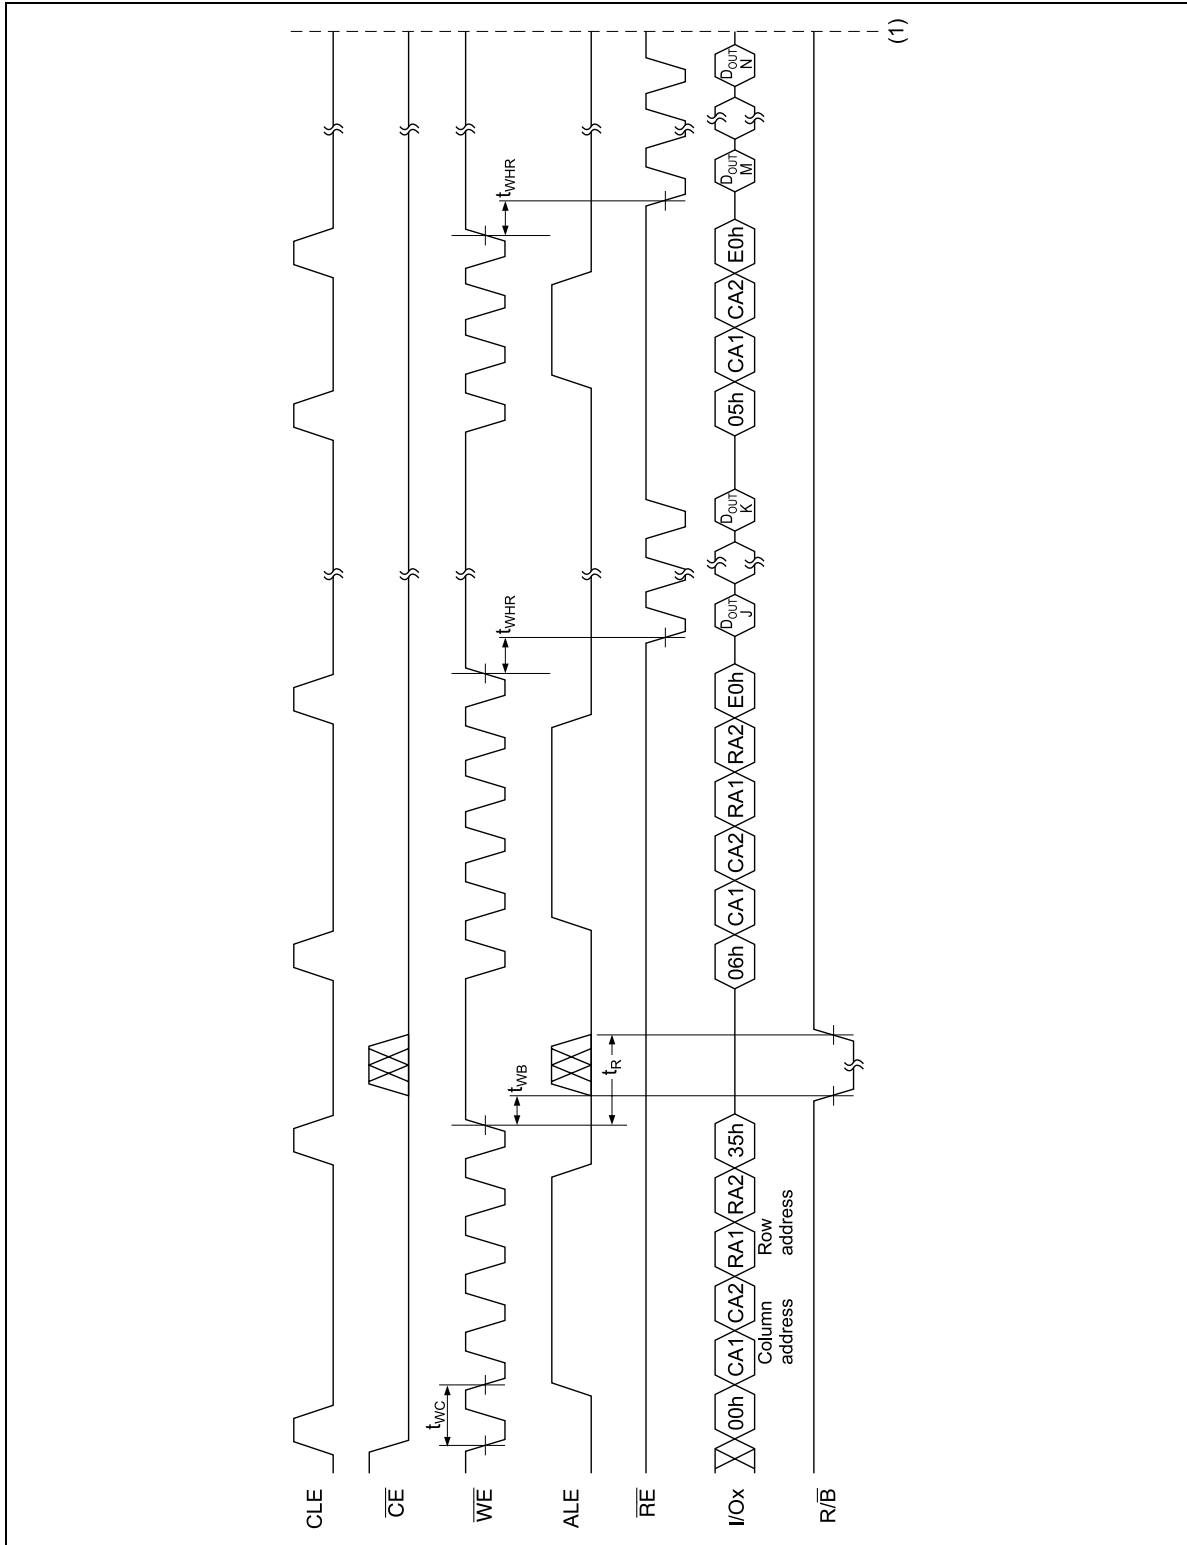 CLE
CE
tWC
WE
tWB
tWHR
tWHR
ALE
tR
RE
I/Ox
00h CA1 CA2 RA1 RA2 35h 06h CA1 CA2 RA1 RA2 E0h DOUT J DOUT K 05h CA1 CA2 E0h DOUT M DOUT N
Column address
Row address
R/B
(1)